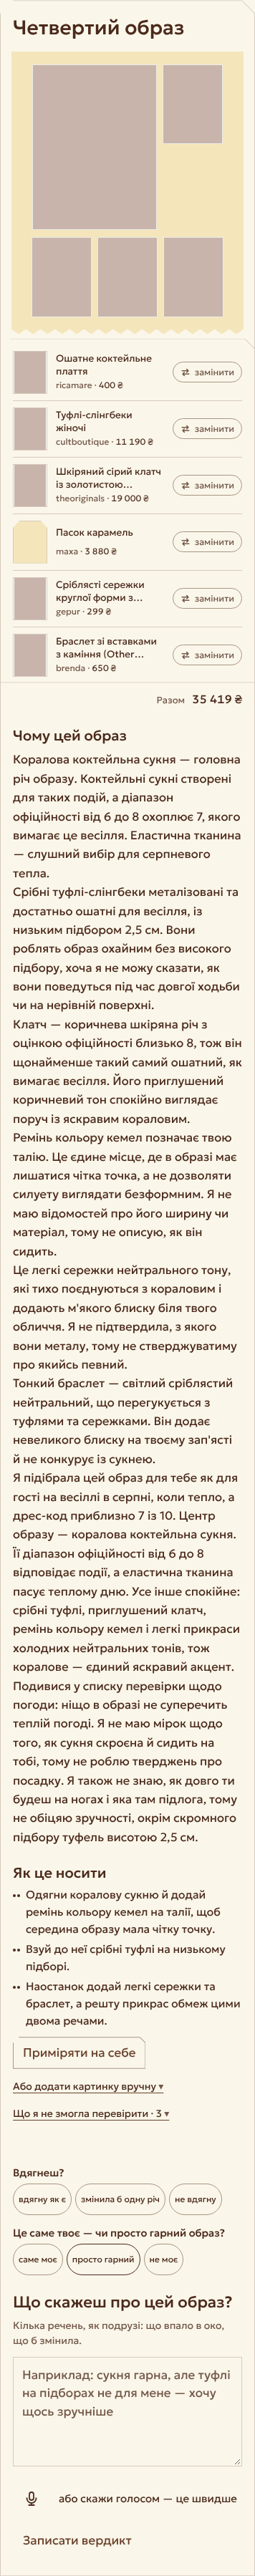 Четвертий образ
Ошатне коктейльне
плаття
ricamare · 400 ₴
замінити
Туфлі-слінгбеки
жіночі
cultboutique · 11 190 ₴
замінити
Шкіряний сірий клатч
із золотистою...
theoriginals · 19 000 ₴
замінити
Пасок карамель
maxa · 3 880 ₴
замінити
Сріблясті сережки
круглої форми з...
gepur · 299 ₴
замінити
Браслет зі вставками
з каміння (Other...
brenda · 650 ₴
замінити
Разом 35 419 ₴
Чому цей образ
Коралова коктейльна сукня — головна
річ образу. Коктейльні сукні створені
для таких подій, а діапазон
офіційності від 6 до 8 охоплює 7, якого
вимагає це весілля. Еластична тканина
— слушний вибір для серпневого
тепла.
Срібні туфлі-слінгбеки металізовані та
достатньо ошатні для весілля, із
низьким підбором 2,5 см. Вони
роблять образ охайним без високого
підбору, хоча я не можу сказати, як
вони поведуться під час довгої ходьби
чи на нерівній поверхні.
Клатч — коричнева шкіряна річ з
оцінкою офіційності близько 8, тож він
щонайменше такий самий ошатний, як
вимагає весілля. Його приглушений
коричневий тон спокійно виглядає
поруч із яскравим кораловим.
Ремінь кольору кемел позначає твою
талію. Це єдине місце, де в образі має
лишатися чітка точка, а не дозволяти
силуету виглядати безформним. Я не
маю відомостей про його ширину чи
матеріал, тому не описую, як він
сидить.
Це легкі сережки нейтрального тону,
які тихо поєднуються з кораловим і
додають м'якого блиску біля твого
обличчя. Я не підтвердила, з якого
вони металу, тому не стверджуватиму
про якийсь певний.
Тонкий браслет — світлий сріблястий
нейтральний, що перегукується з
туфлями та сережками. Він додає
невеликого блиску на твоєму зап'ясті
й не конкурує із сукнею.
Я підібрала цей образ для тебе як для
гості на весіллі в серпні, коли тепло, а
дрес-код приблизно 7 із 10. Центр
образу — коралова коктейльна сукня.
Її діапазон офіційності від 6 до 8
відповідає події, а еластична тканина
пасує теплому дню. Усе інше спокійне:
срібні туфлі, приглушений клатч,
ремінь кольору кемел і легкі прикраси
холодних нейтральних тонів, тож
коралове — єдиний яскравий акцент.
Подивися у списку перевірки щодо
погоди: ніщо в образі не суперечить
теплій погоді. Я не маю мірок щодо
того, як сукня скроєна й сидить на
тобі, тому не роблю тверджень про
посадку. Я також не знаю, як довго ти
будеш на ногах і яка там підлога, тому
не обіцяю зручності, окрім скромного
підбору туфель висотою 2,5 см.
Як це носити
•• Одягни коралову сукню й додай
ремінь кольору кемел на талії, щоб
середина образу мала чітку точку.
•• Взуй до неї срібні туфлі на низькому
підборі.
•• Наостанок додай легкі сережки та
браслет, а решту прикрас обмеж цими
двома речами.
Приміряти на себе
Або додати картинку вручну ▾
Що я не змогла перевірити · 3 ▾
Вдягнеш?
вдягну як є
змінила б одну річ
не вдягну
Це саме твоє — чи просто гарний образ?
саме моє
просто гарний
не моє
Що скажеш про цей образ?
Кілька речень, як подрузі: що впало в око,
що б змінила.
Наприклад: сукня гарна, але туфлі
на підборах не для мене — хочу
щось зручніше
або скажи голосом — це швидше
Записати вердикт